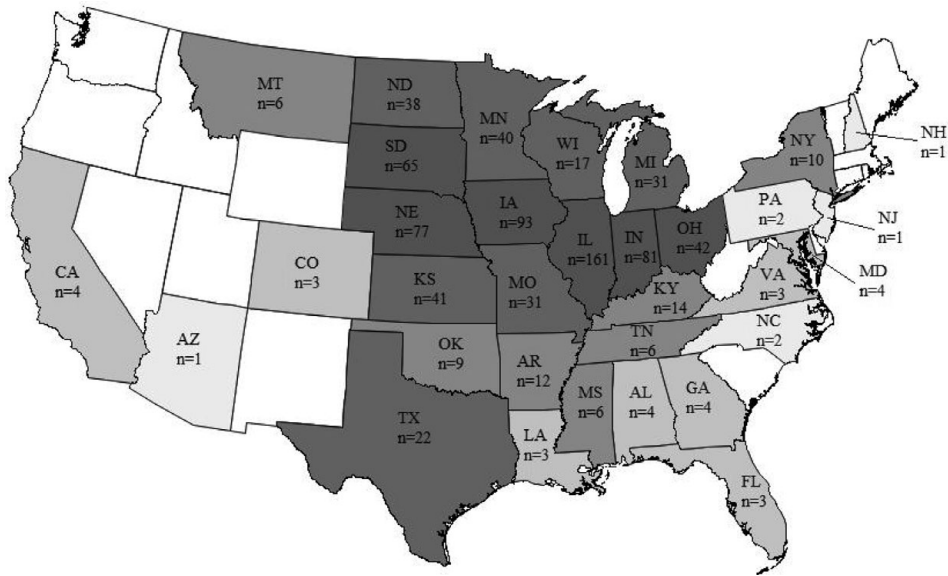 MT
n=6
ND
n=38
MN
n=40
WI
n=17
MI
n=31
NY
n=10
NH
n=1
SD
n=65
PA
n=2
NJ
n=1
NE
n=77
IA
n=93
IL
n=161
IN
n=81
OH
n=42
MD
n=4
CA
n=4
CO
n=3
KS
n=41
MO
n=31
KY
n=14
VA
n=3
AZ
n=1
OK
n=9
AR
n=12
TN
n=6
NC
n=2
TX
n=22
LA
n=3
MS
n=6
AL
n=4
GA
n=4
FL
n=3